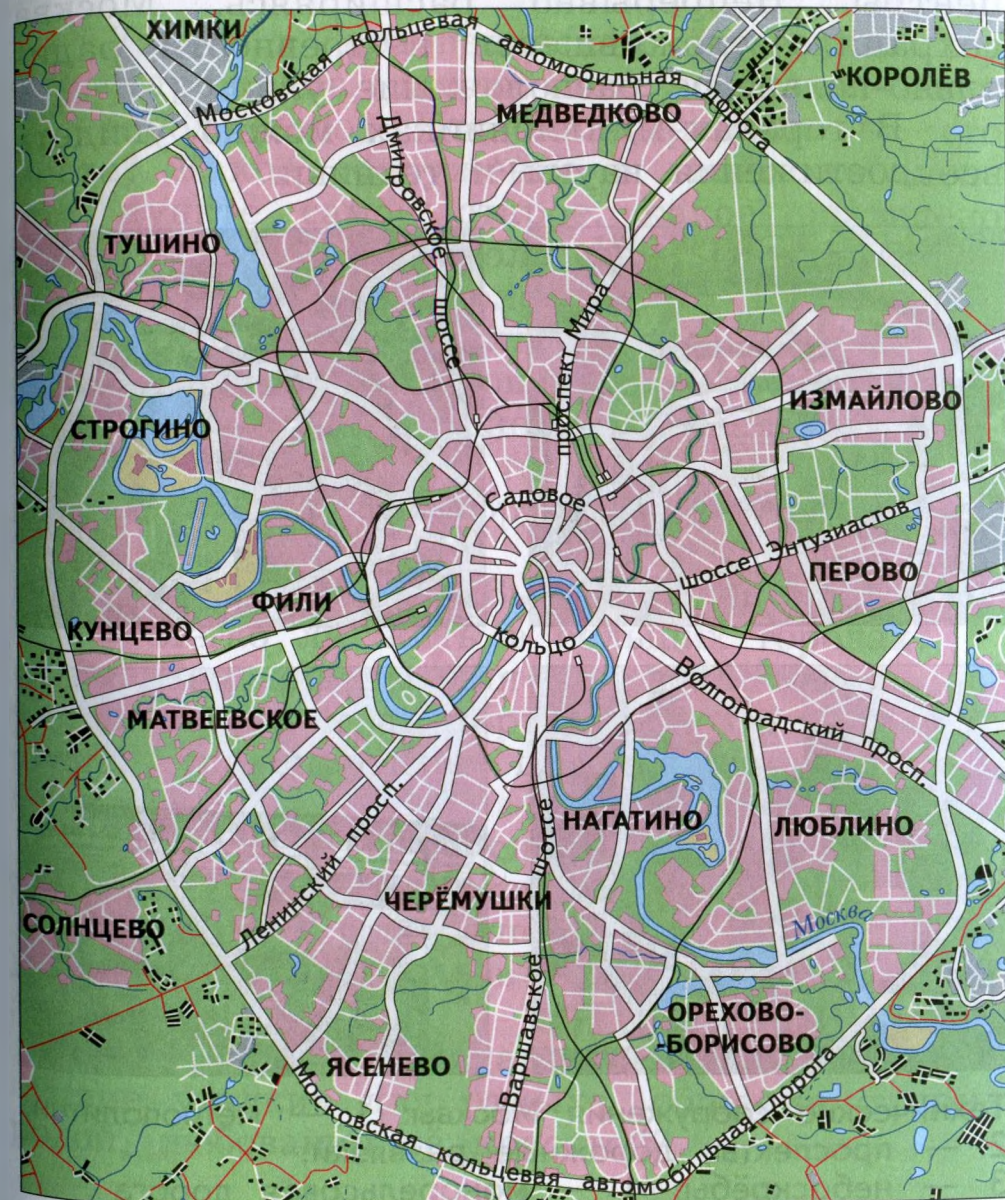 ХИМКИ
Московская кольцевая автомобильная дорога
КОРОЛЁВ
МЕДВЕДКОВО
Дмитровское шоссе
ТУШИНО
проспект Мира
ИЗМАЙЛОВО
СТРОГИНО
Садовое кольцо
шоссе Энтузиастов
ПЕРОВО
ФИЛИ
КУНЦЕВО
Волгоградский просп.
МАТВЕЕВСКОЕ
НАГАТИНО
ЛЮБЛИНО
Ленинский просп.
ЧЕРЁМУШКИ
СОЛНЦЕВО
Москва
Варшавское шоссе
ОРЕХОВО-
-БОРИСОВО
ЯСЕНЕВО
Московская кольцевая автомобильная дорога